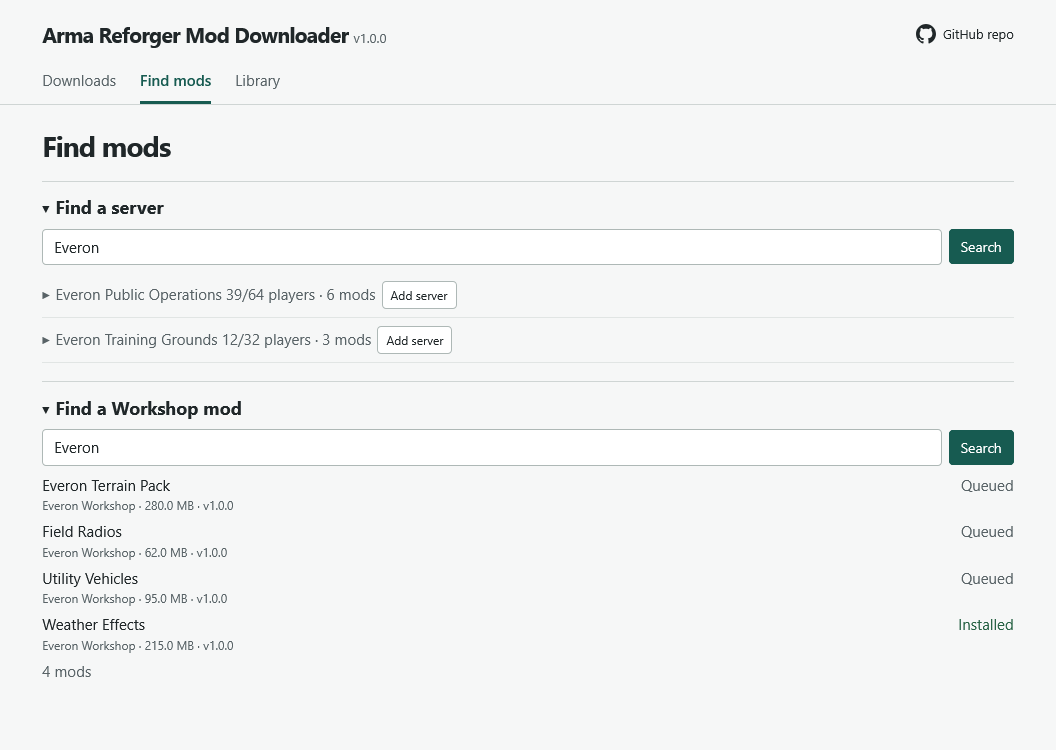 Arma Reforger Mod Downloader v1.0.0
GitHub repo
Downloads Find mods Library
Find mods
▾ Find a server
Everon Search
▸ Everon Public Operations 39/64 players · 6 mods Add server
▸ Everon Training Grounds 12/32 players · 3 mods Add server
▾ Find a Workshop mod
Everon Search
Everon Terrain Pack Queued
Everon Workshop · 280.0 MB · v1.0.0
Field Radios Queued
Everon Workshop · 62.0 MB · v1.0.0
Utility Vehicles Queued
Everon Workshop · 95.0 MB · v1.0.0
Weather Effects Installed
Everon Workshop · 215.0 MB · v1.0.0
4 mods